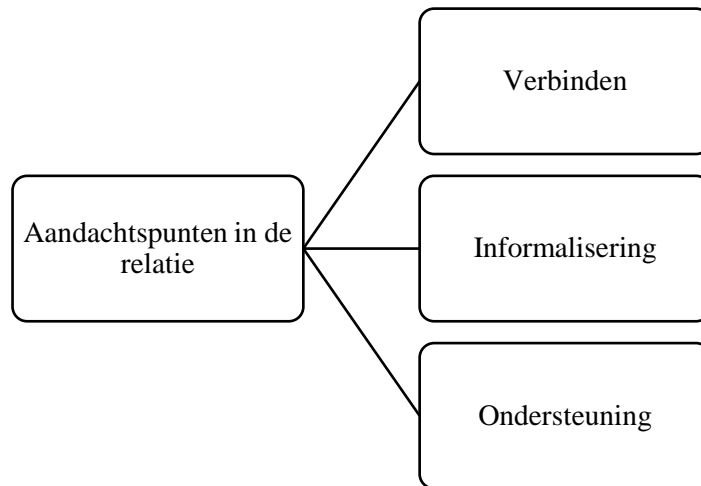 Aandachtspunten in de
relatie
Verbinden
Informalisering
Ondersteuning